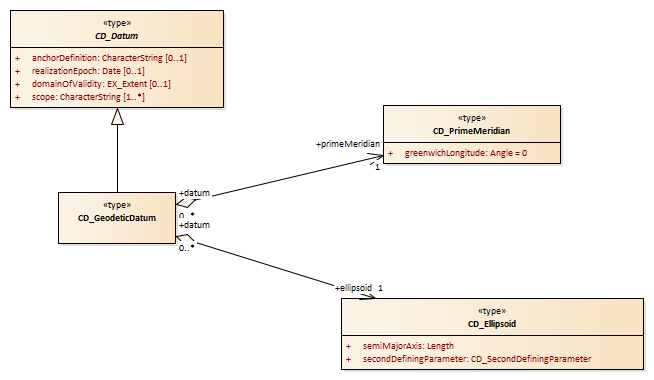 «type»
CD_Datum
+ anchorDefinition: CharacterString [0..1]
+ realizationEpoch: Date [0..1]
+ domainOfValidity: EX_Extent [0..1]
+ scope: CharacterString [1..*]
«type»
CD_PrimeMeridian
+ greenwichLongitude: Angle = 0
+primeMeridian
1
«type»
CD_GeodeticDatum
+datum
0..*
+datum
0..*
+ellipsoid 1
«type»
CD_Ellipsoid
+ semiMajorAxis: Length
+ secondDefiningParameter: CD_SecondDefiningParameter